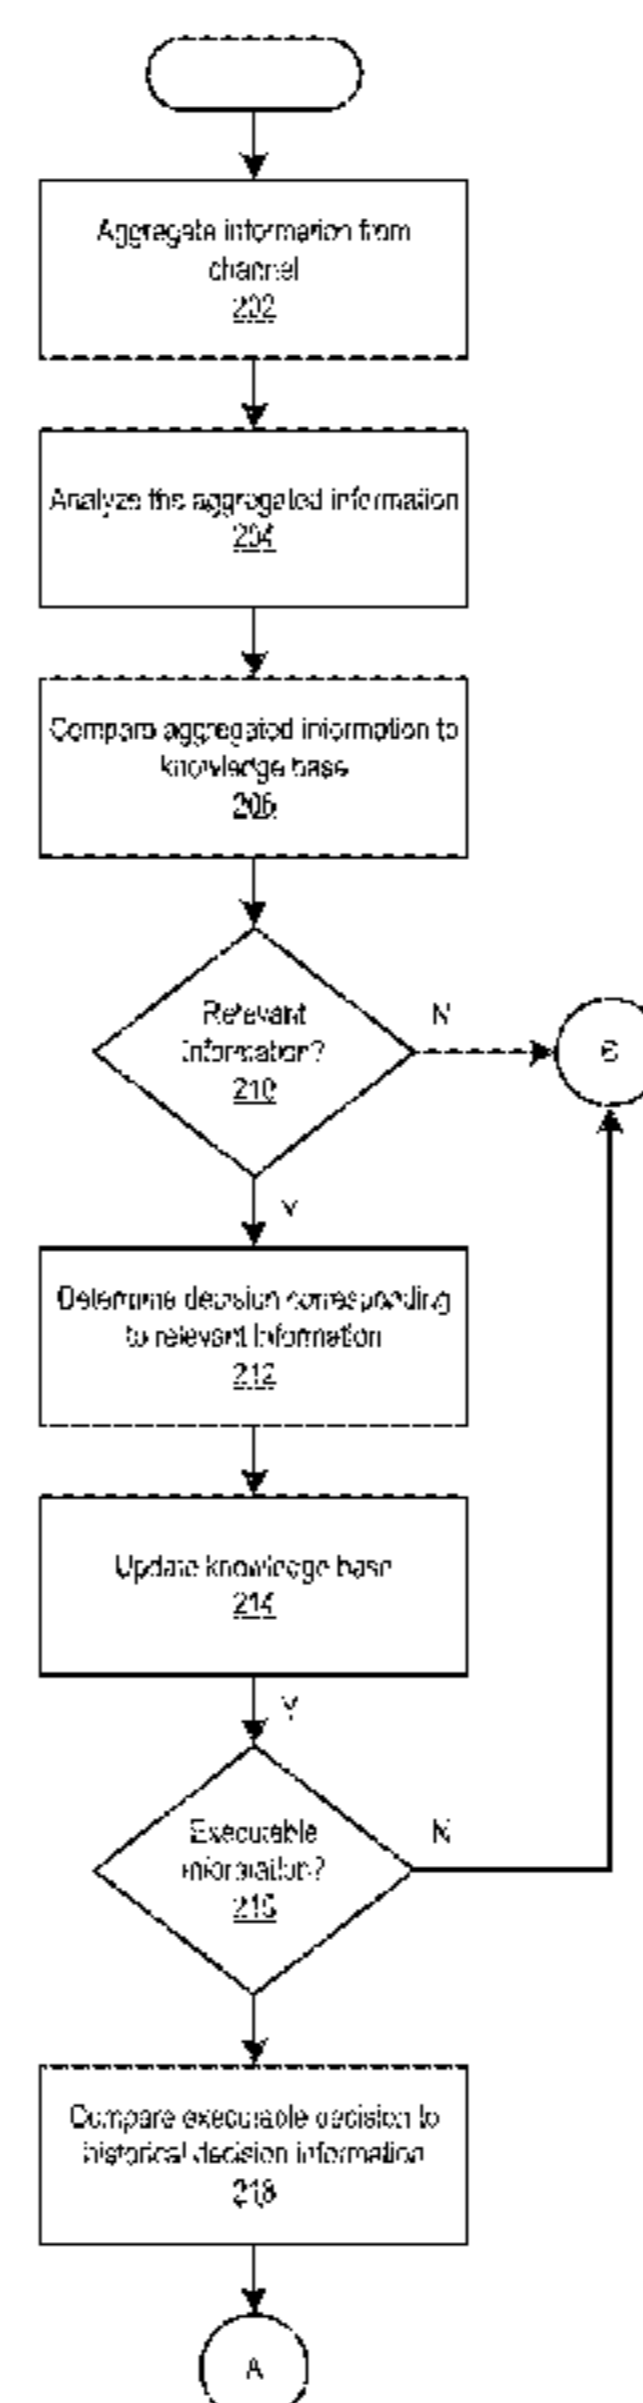 Aggregate information from
channel
202
Analyze the aggregated information
204
Compare aggregated information to
knowledge base
206
Relevant
Information?
210
N
Y
Determine decision corresponding
to relevant information
212
Update knowledge base
214
Y
Executable
information?
216
N
Compare executable decision to
historical decision information
218
A